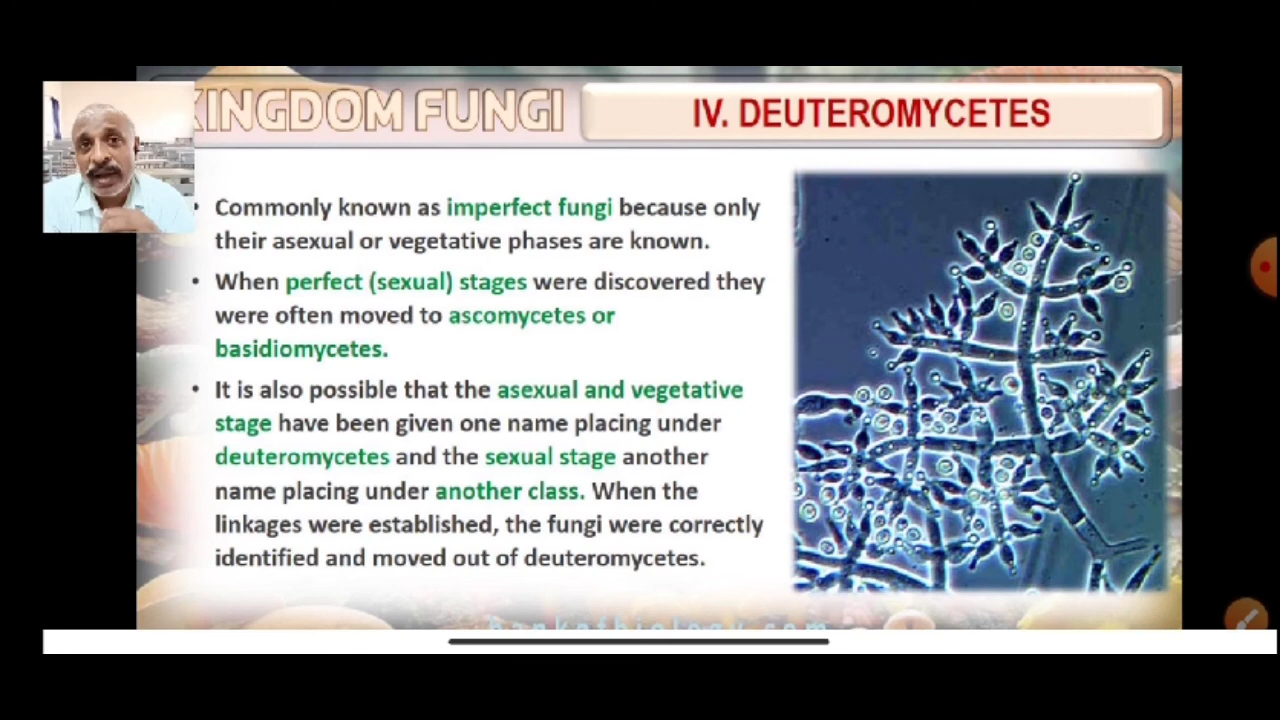 KINGDOM FUNGI
IV. DEUTEROMYCETES
• Commonly known as imperfect fungi because only
their asexual or vegetative phases are known.
• When perfect (sexual) stages were discovered they
were often moved to ascomycetes or
basidiomycetes.
• It is also possible that the asexual and vegetative
stage have been given one name placing under
deuteromycetes and the sexual stage another
name placing under another class. When the
linkages were established, the fungi were correctly
identified and moved out of deuteromycetes.